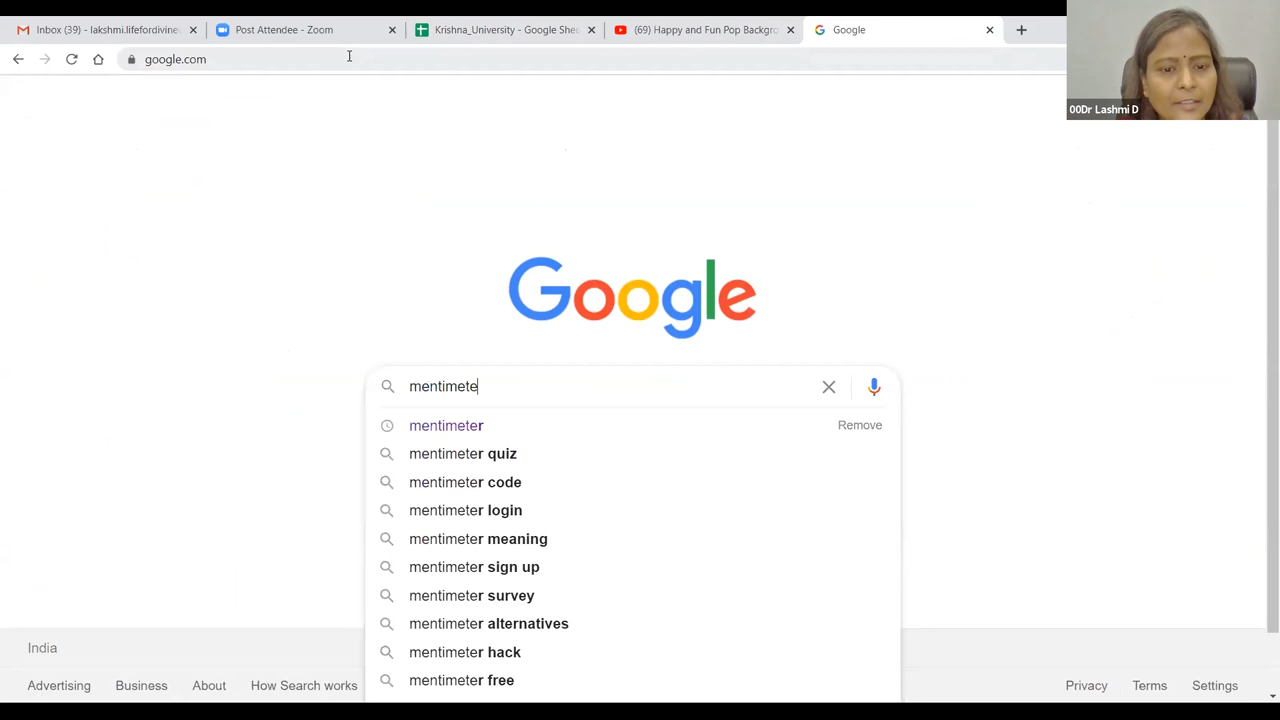 Inbox (39) - lakshmi.lifefordivine
Post Attendee - Zoom
Krishna_University - Google She
(69) Happy and Fun Pop Backgro
Google
google.com
00Dr Lashmi D
Google
mentimete
mentimeter
Remove
mentimeter quiz
mentimeter code
mentimeter login
mentimeter meaning
mentimeter sign up
mentimeter survey
mentimeter alternatives
mentimeter hack
mentimeter free
India
Advertising Business About How Search works Privacy Terms Settings